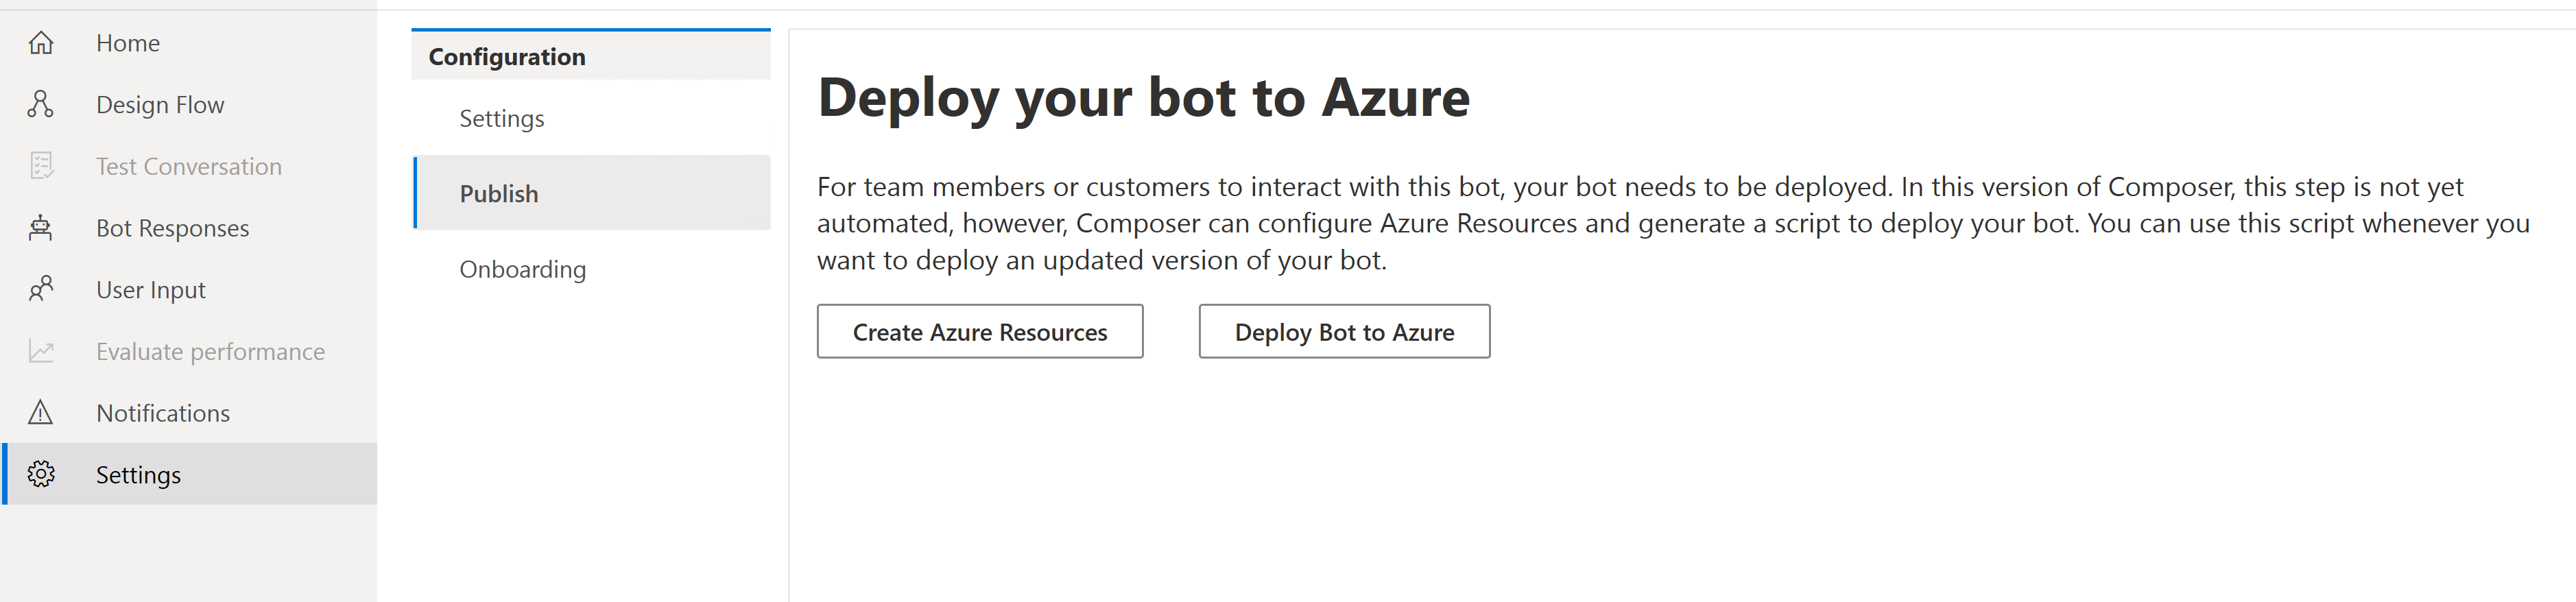 Home
Design Flow
Test Conversation
Bot Responses
User Input
Evaluate performance
Notifications
Settings
Configuration
Settings
Publish
Onboarding
Deploy your bot to Azure
For team members or customers to interact with this bot, your bot needs to be deployed. In this version of Composer, this step is not yet
automated, however, Composer can configure Azure Resources and generate a script to deploy your bot. You can use this script whenever you
want to deploy an updated version of your bot.
Create Azure Resources
Deploy Bot to Azure